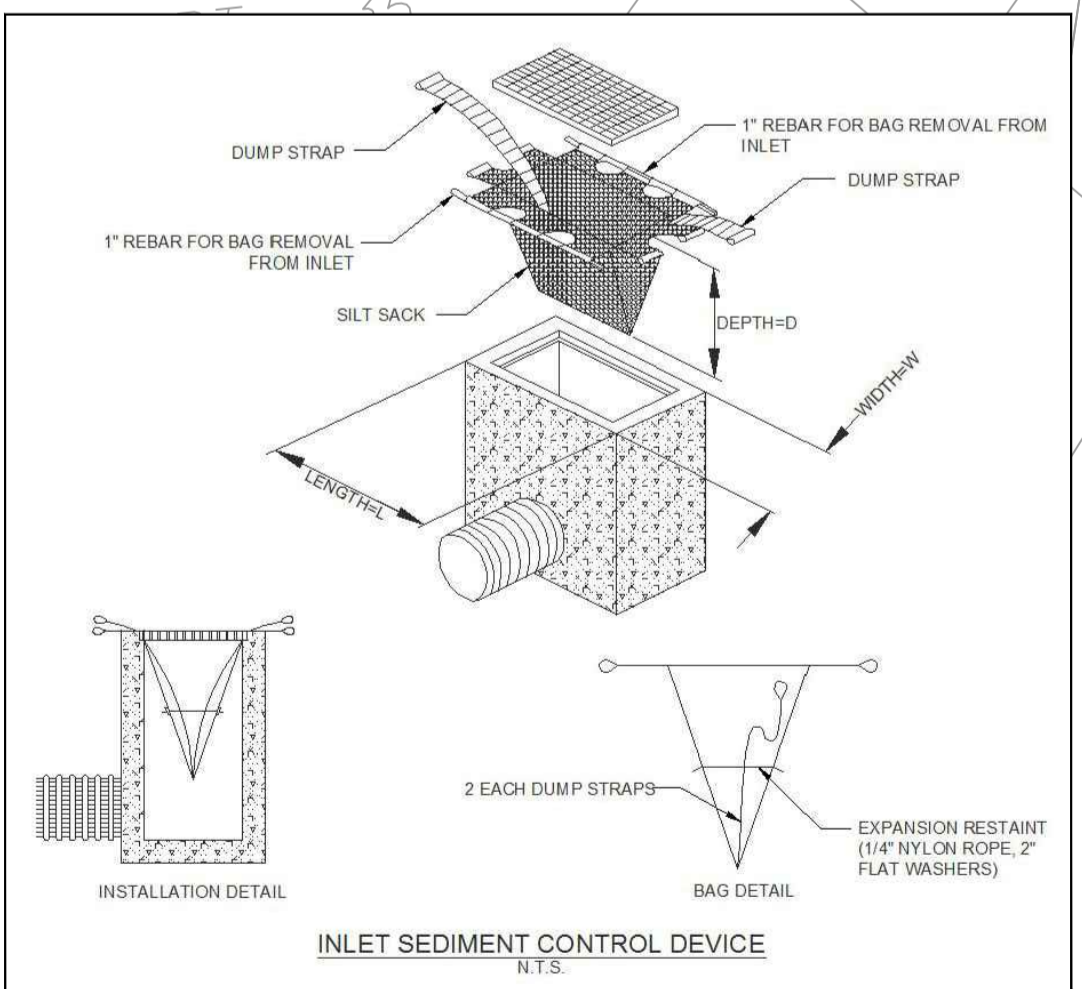 35
DUMP STRAP
1" REBAR FOR BAG REMOVAL FROM
INLET
DUMP STRAP
1" REBAR FOR BAG REMOVAL
FROM INLET
SILT SACK
DEPTH=D
WIDTH=W
LENGTH=L
2 EACH DUMP STRAPS
EXPANSION RESTAINT
(1/4" NYLON ROPE, 2"
FLAT WASHERS)
INSTALLATION DETAIL
BAG DETAIL
INLET SEDIMENT CONTROL DEVICE
N.T.S.